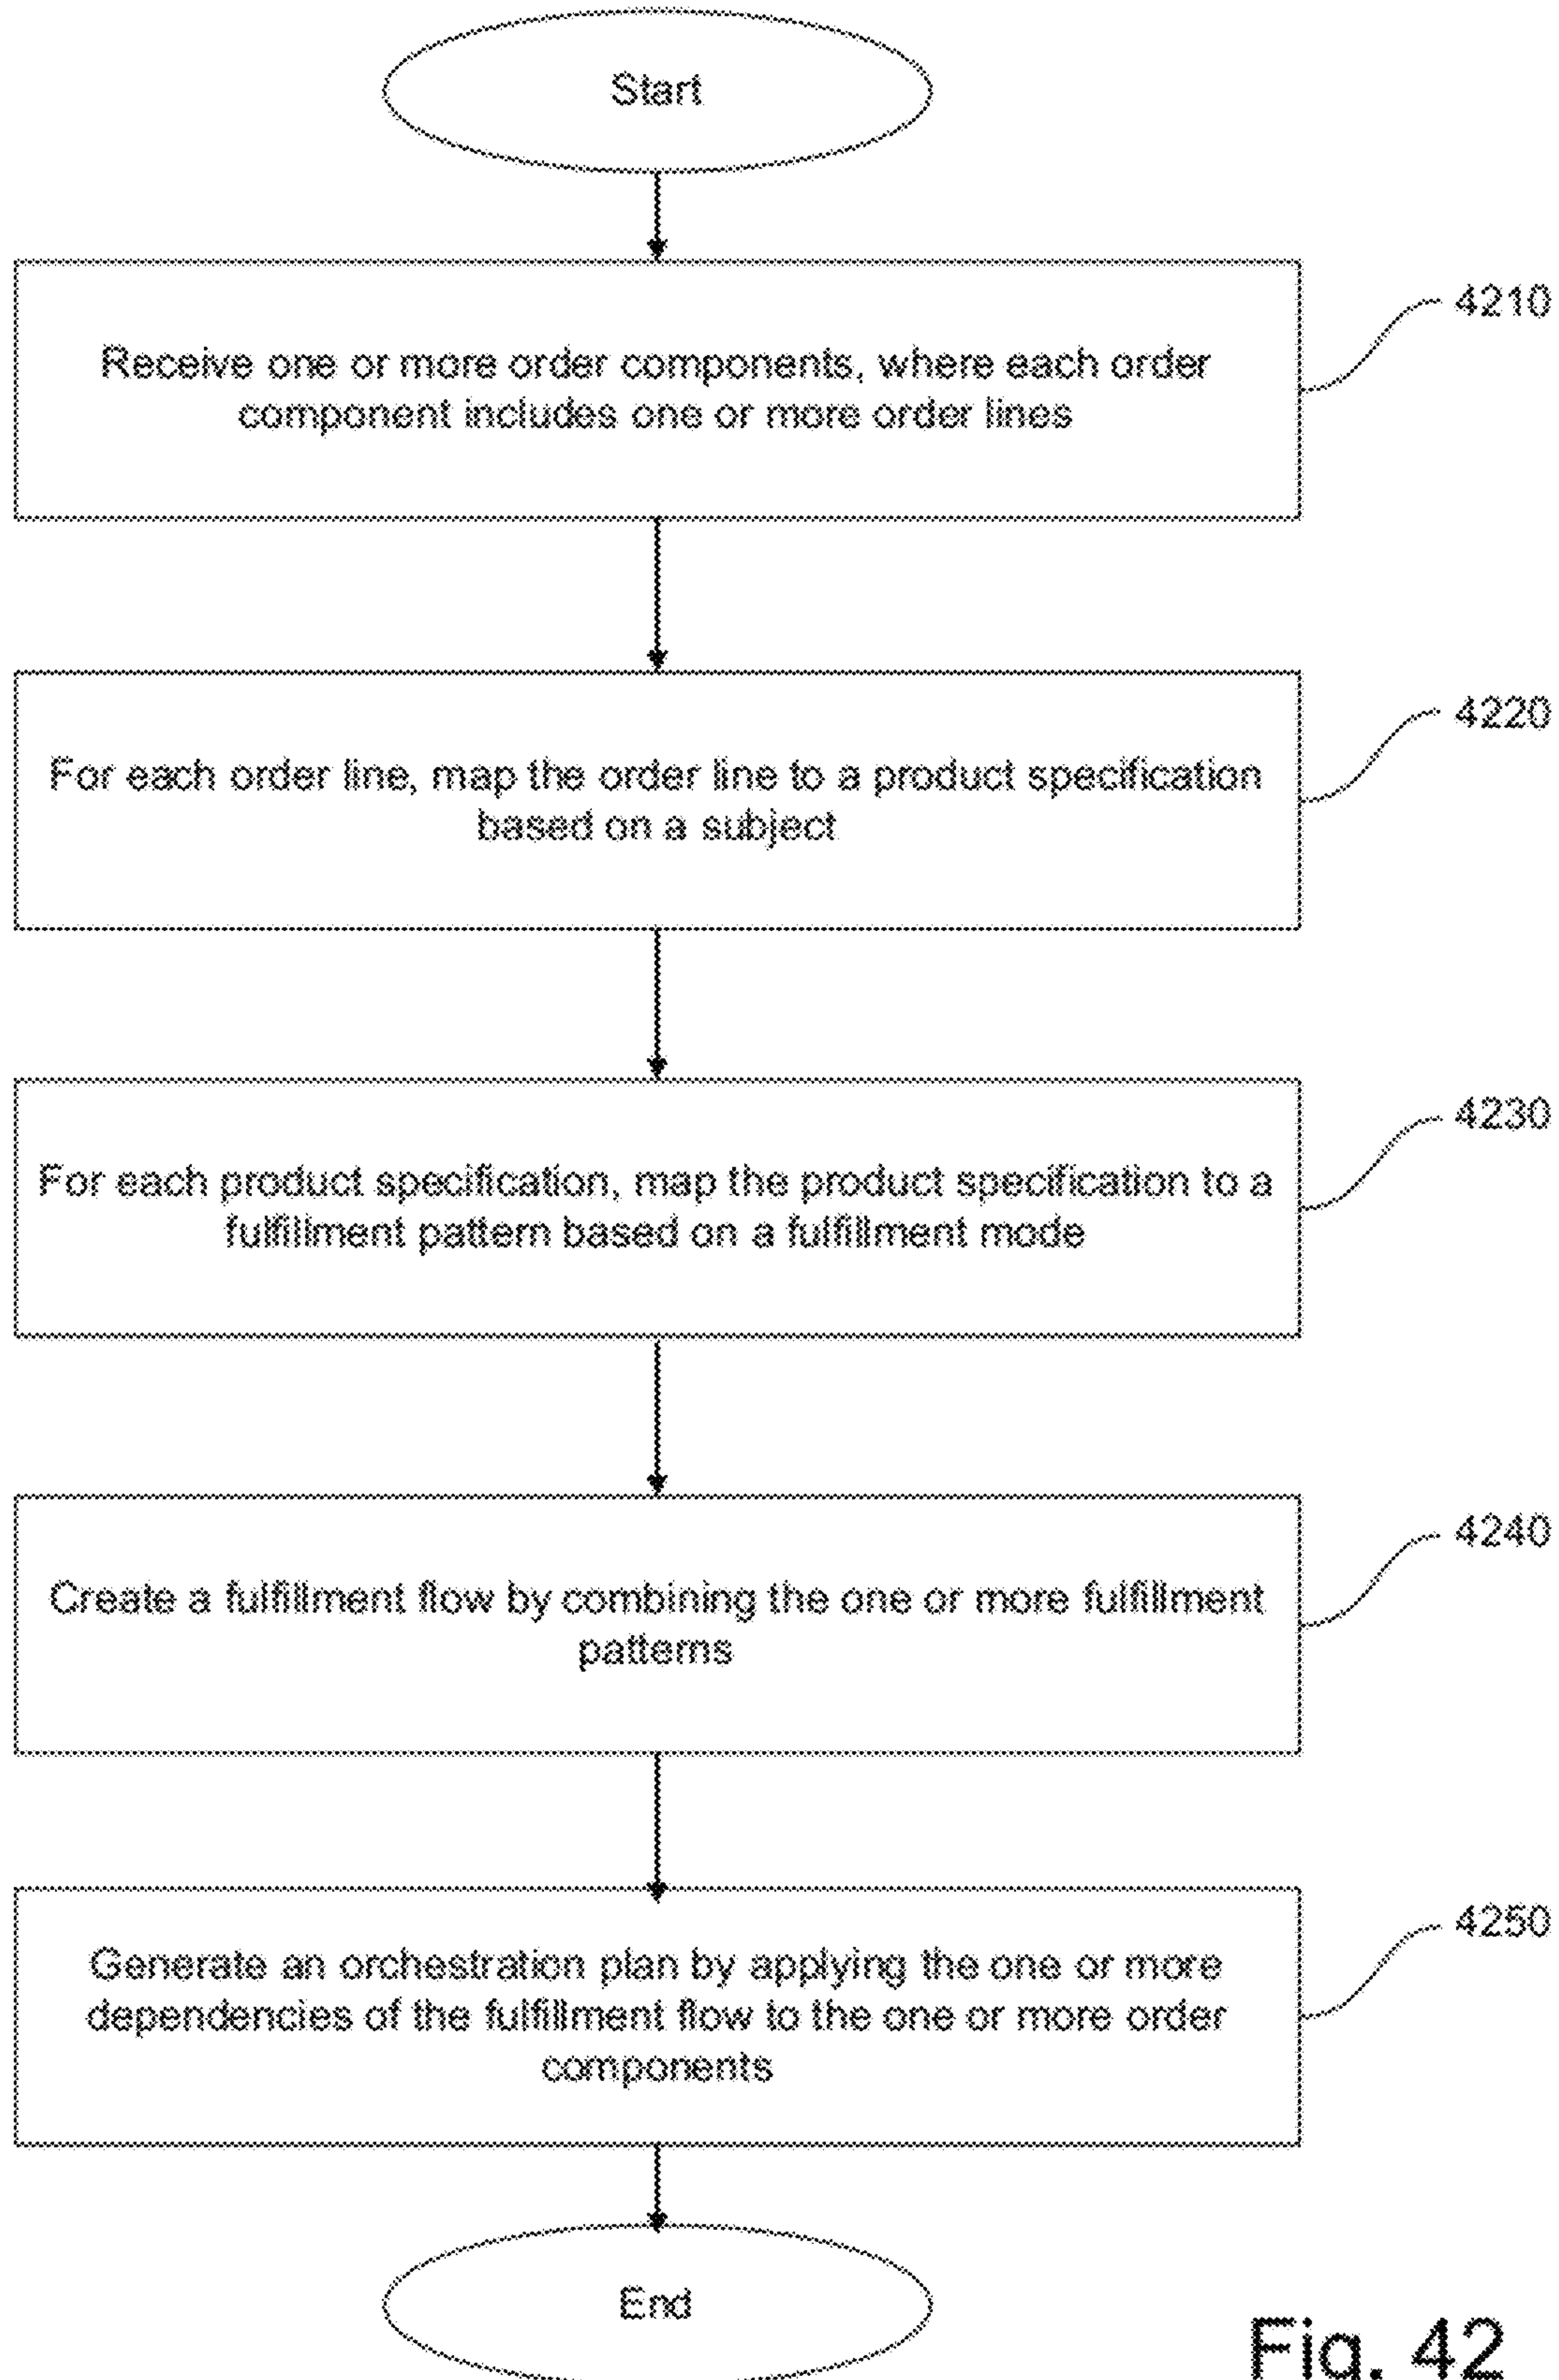 Start
4210
Receive one or more order components, where each order
component includes one or more order lines
4220
For each order line, map the order line to a product specification
based on a subject
4230
For each product specification, map the product specification to a
fulfillment pattern based on a fulfillment mode
4240
Create a fulfillment flow by combining the one or more fulfillment
patterns
4250
Generate an orchestration plan by applying the one or more
dependencies of the fulfillment flow to the one or more order
components
End
Fig. 42